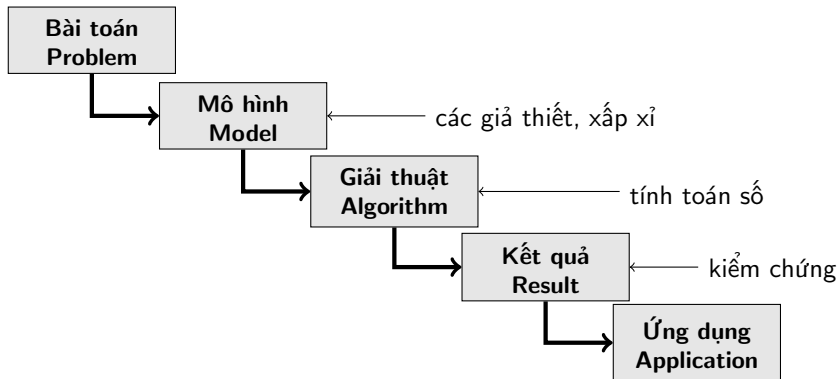 Bài toán
Problem
Mô hình
Model
các giả thiết, xấp xỉ
Giải thuật
Algorithm
tính toán số
Kết quả
Result
kiểm chứng
Ứng dụng
Application